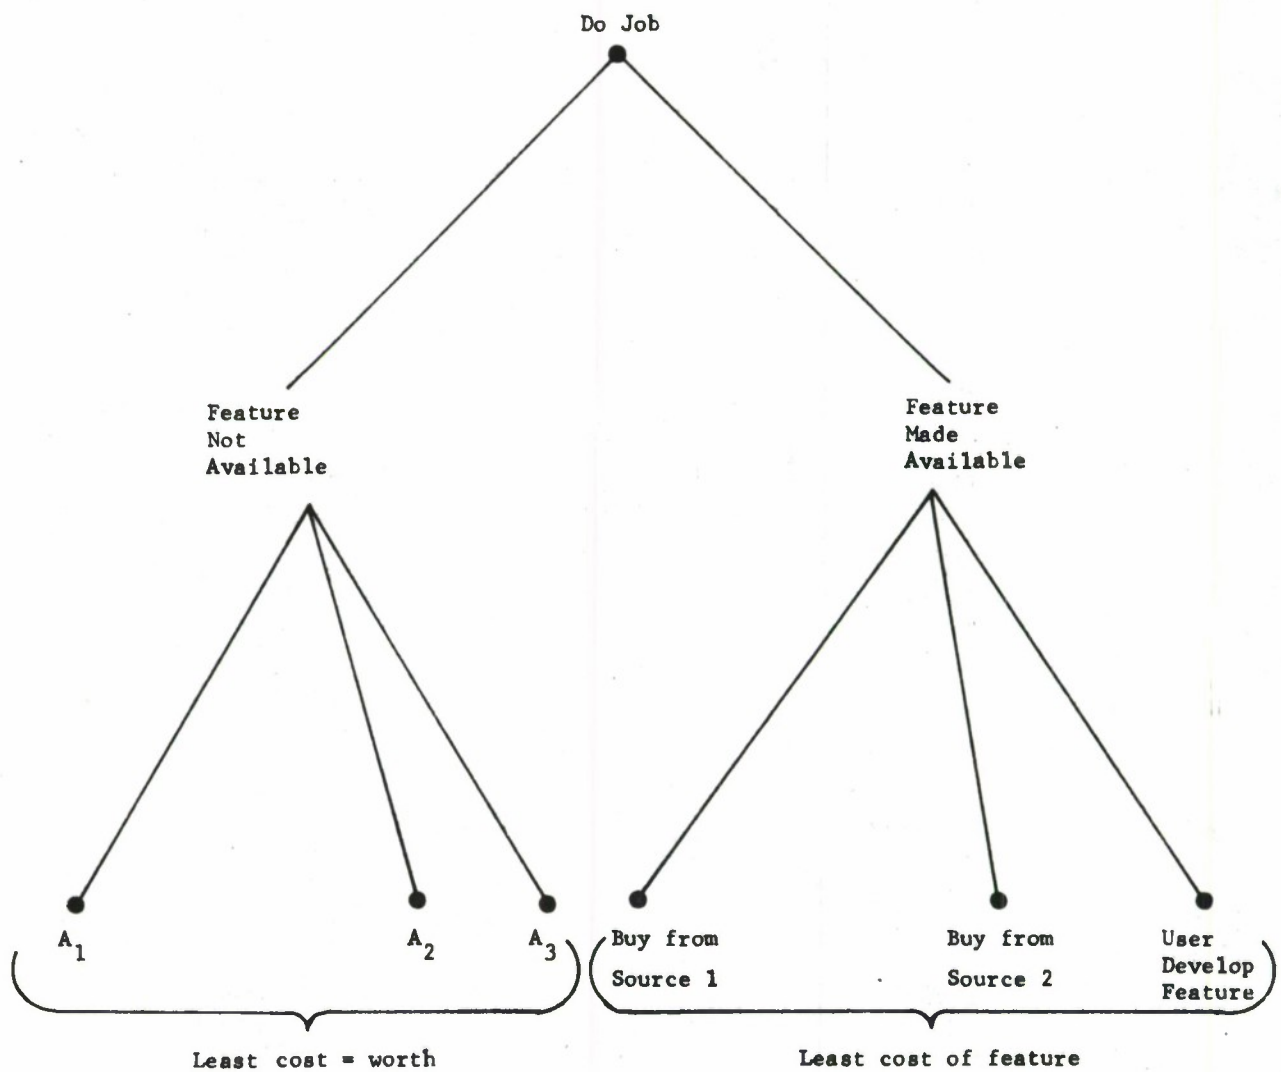 Do Job
Feature
Not
Available
Feature
Made
Available
A1
A2
A3
Buy from
Source 1
Buy from
Source 2
User
Develop
Feature
Least cost = worth
Least cost of feature